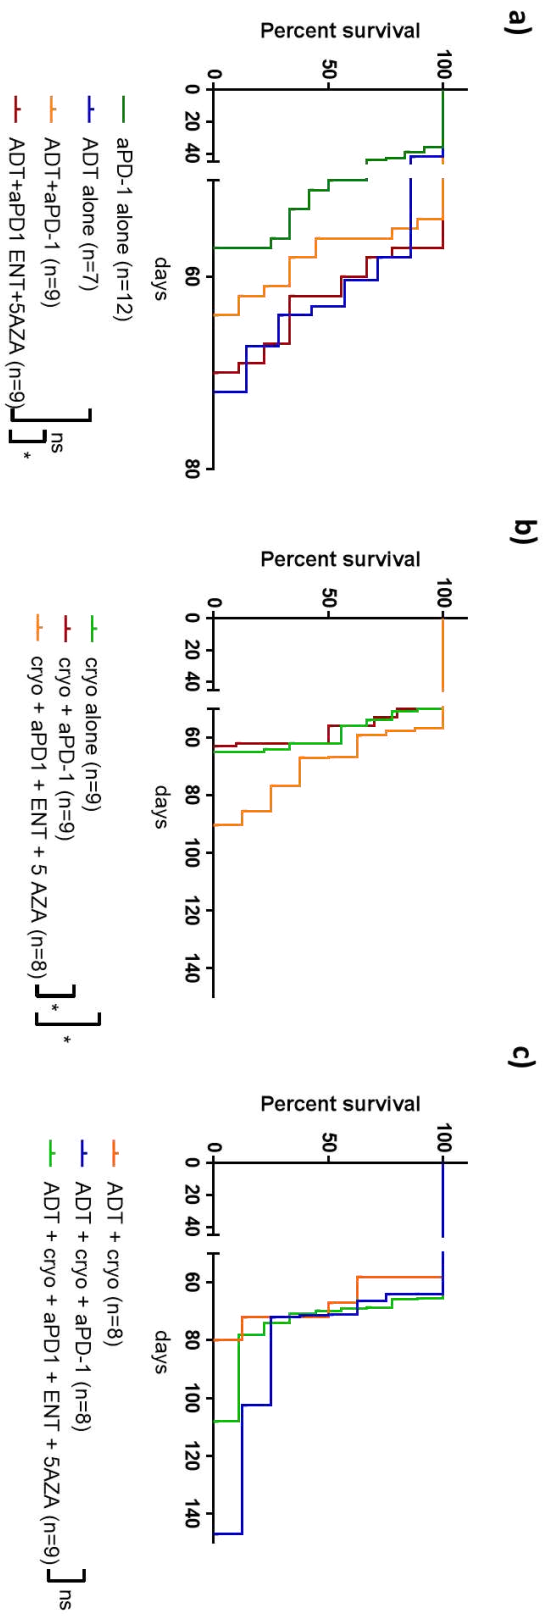 a)
Percent survival
100
50
0
0 20 40 60 80
days
aPD-1 alone (n=12)
ADT alone (n=7)
ADT+aPD-1 (n=9)
ADT+aPD1 ENT+5AZA (n=9)
ns
*
b)
Percent survival
100
50
0
0 20 40 60 80 100 120 140
days
cryo alone (n=9)
cryo + aPD-1 (n=9)
cryo + aPD1 + ENT + 5 AZA (n=8)
*
*
c)
Percent survival
100
50
0
0 20 40 60 80 100 120 140
days
ADT + cryo (n=8)
ADT + cryo + aPD-1 (n=8)
ADT + cryo + aPD1 + ENT + 5AZA (n=9)
ns